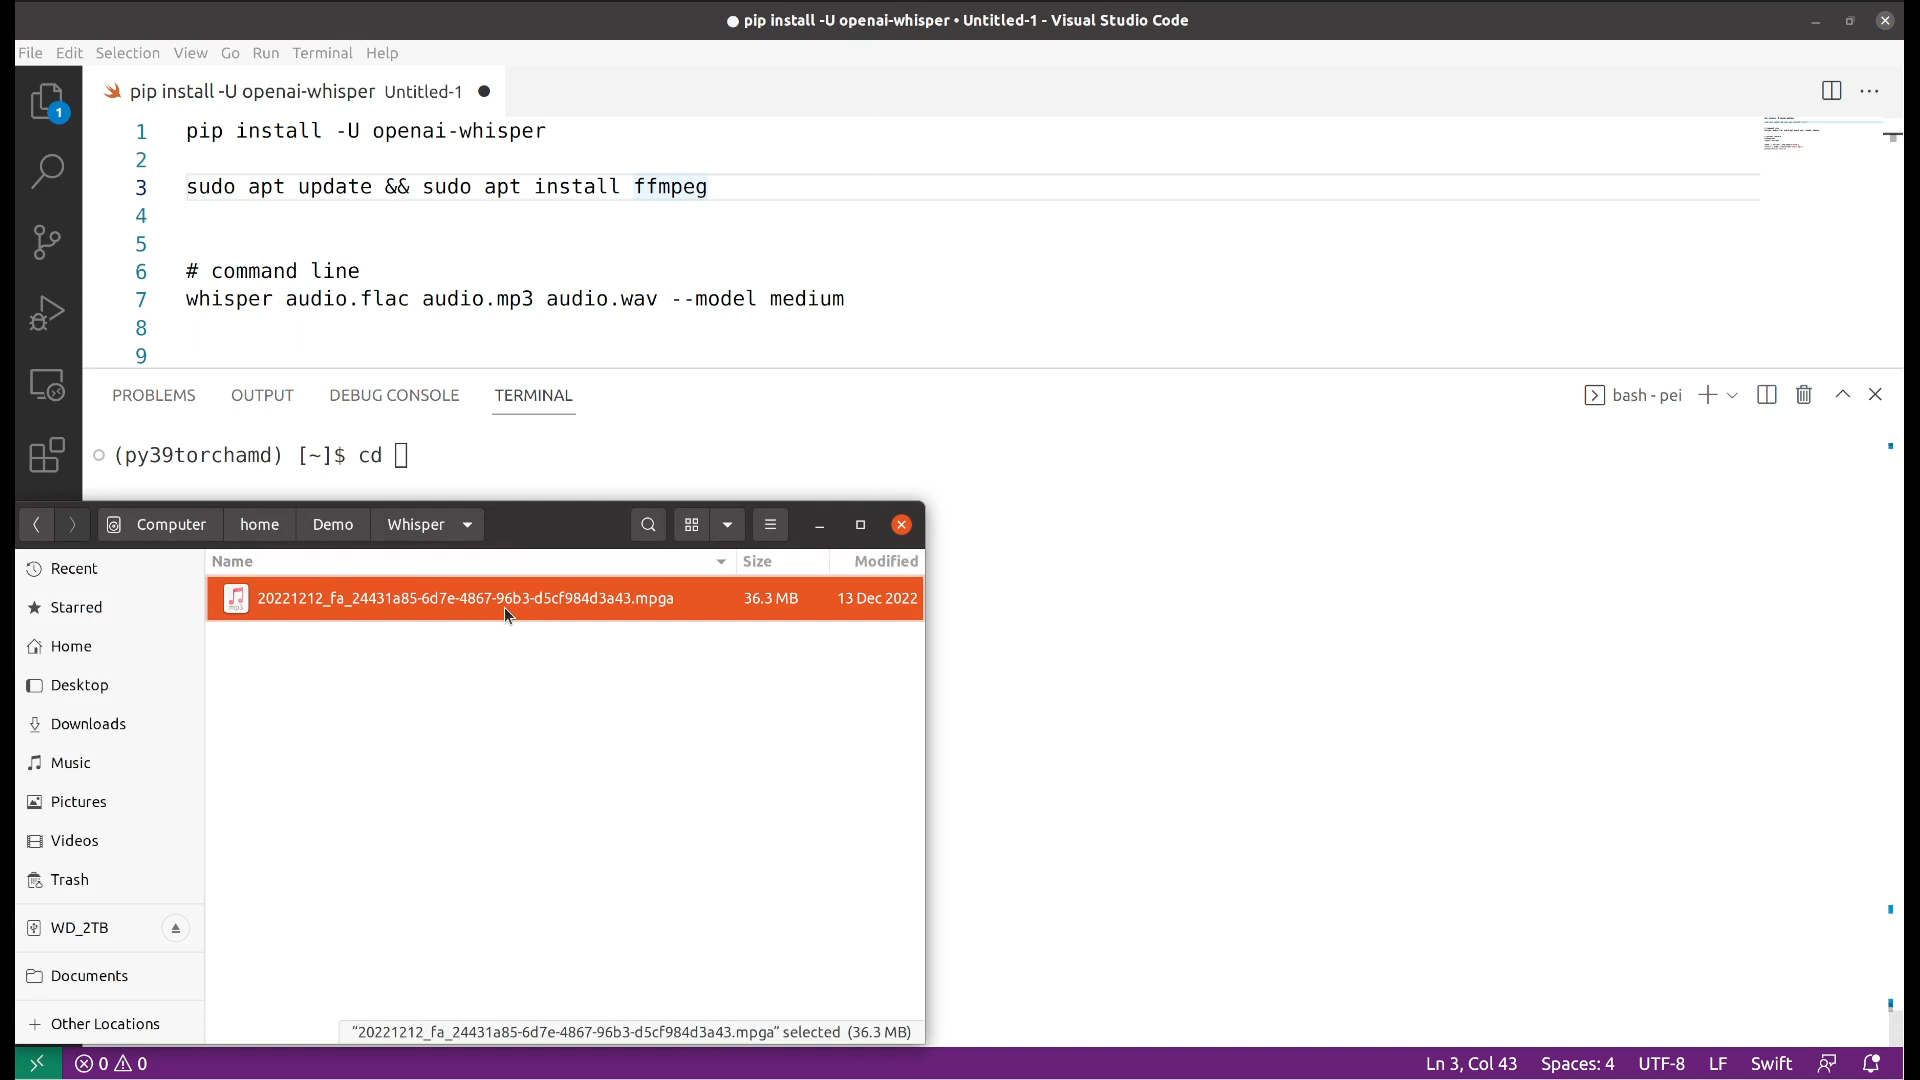 pip install -U openai-whisper • Untitled-1 - Visual Studio Code
File Edit Selection View Go Run Terminal Help
1
pip install -U openai-whisper Untitled-1
1 pip install -U openai-whisper
2
3 sudo apt update && sudo apt install ffmpeg
4
5
6 # command line
7 whisper audio.flac audio.mp3 audio.wav --model medium
8
9
PROBLEMS OUTPUT DEBUG CONSOLE TERMINAL
bash - pei
(py39torchamd) [~]$ cd
Computer home Demo Whisper
Name Size Modified
20221212_fa_24431a85-6d7e-4867-96b3-d5cf984d3a43.mpga 36.3 MB 13 Dec 2022
Recent
Starred
Home
Desktop
Downloads
Music
Pictures
Videos
Trash
WD_2TB
Documents
Other Locations
“20221212_fa_24431a85-6d7e-4867-96b3-d5cf984d3a43.mpga” selected (36.3 MB)
0 0
Ln 3, Col 43 Spaces: 4 UTF-8 LF Swift